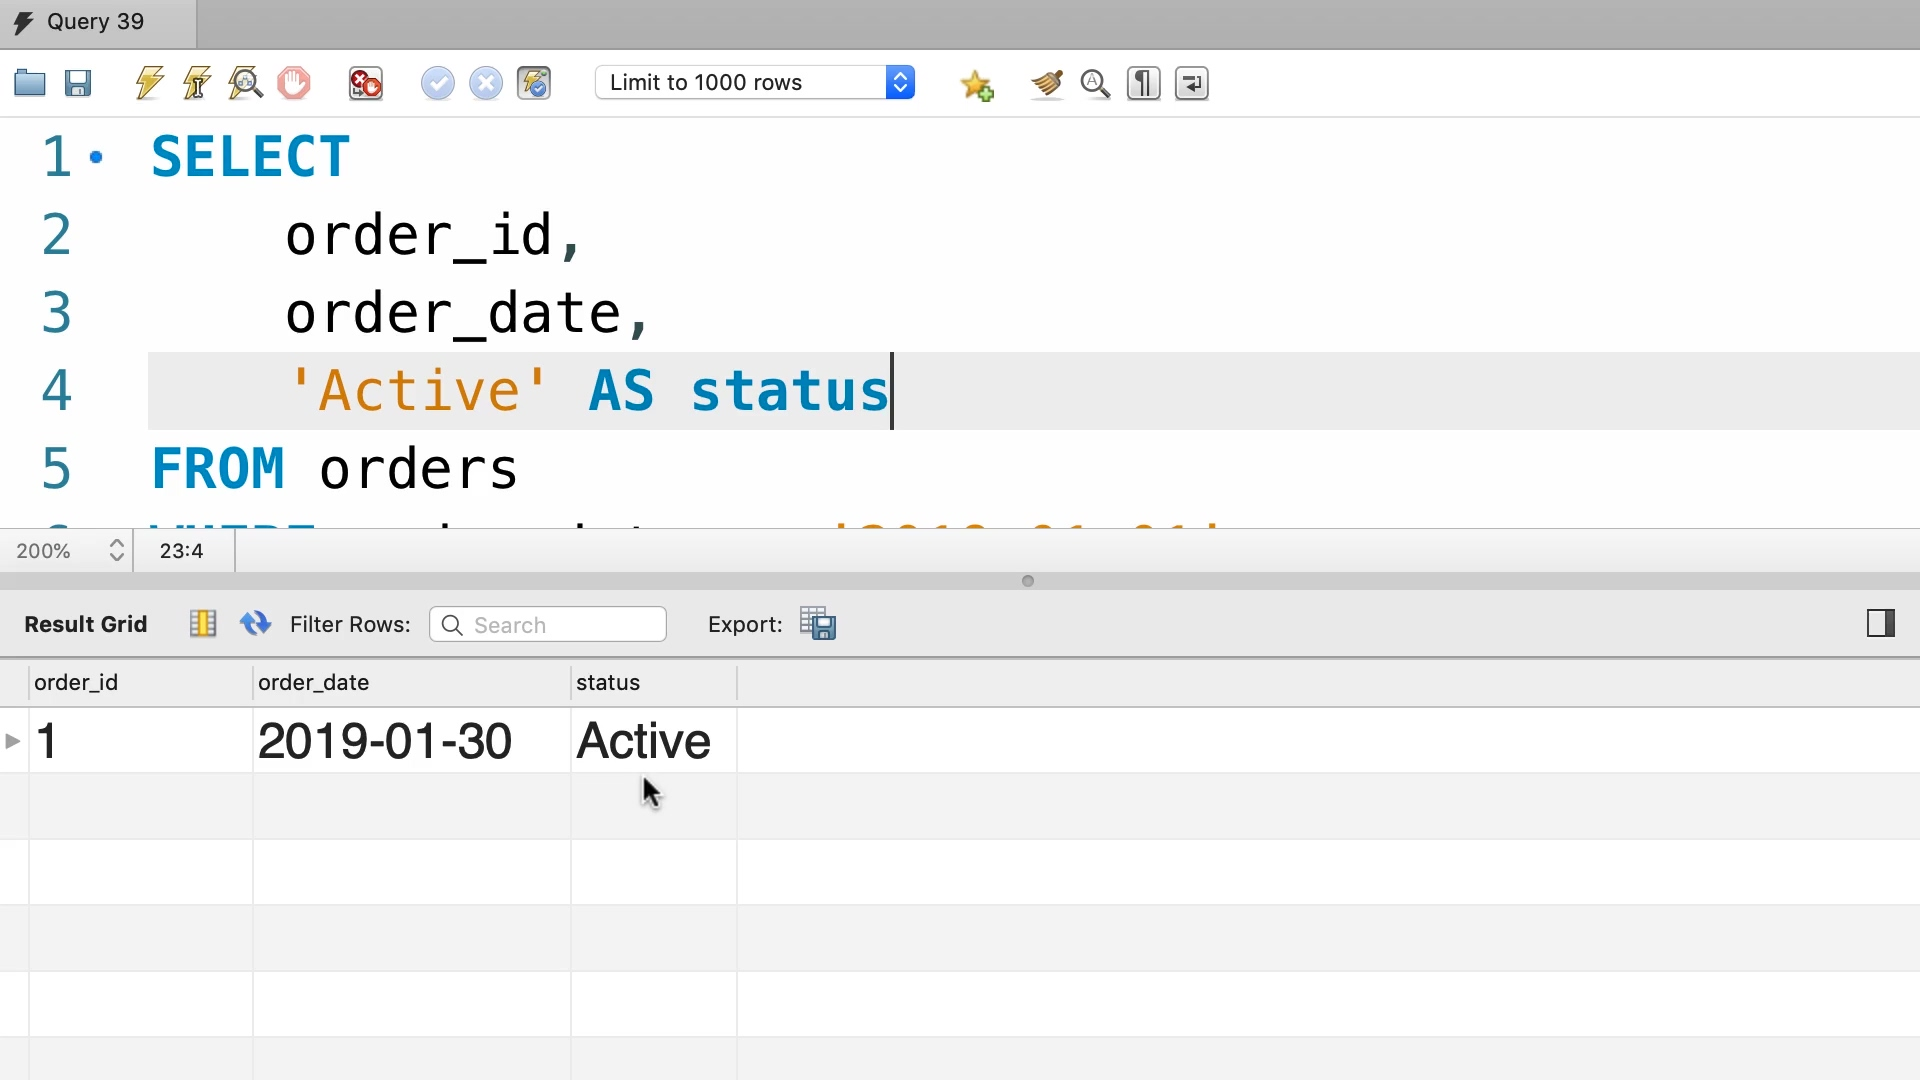 Query 39
Limit to 1000 rows
1 SELECT
2 order_id,
3 order_date,
4 'Active' AS status
5 FROM orders
200% 23:4
Result Grid Filter Rows: Search Export:
order_id order_date status
1 2019-01-30 Active